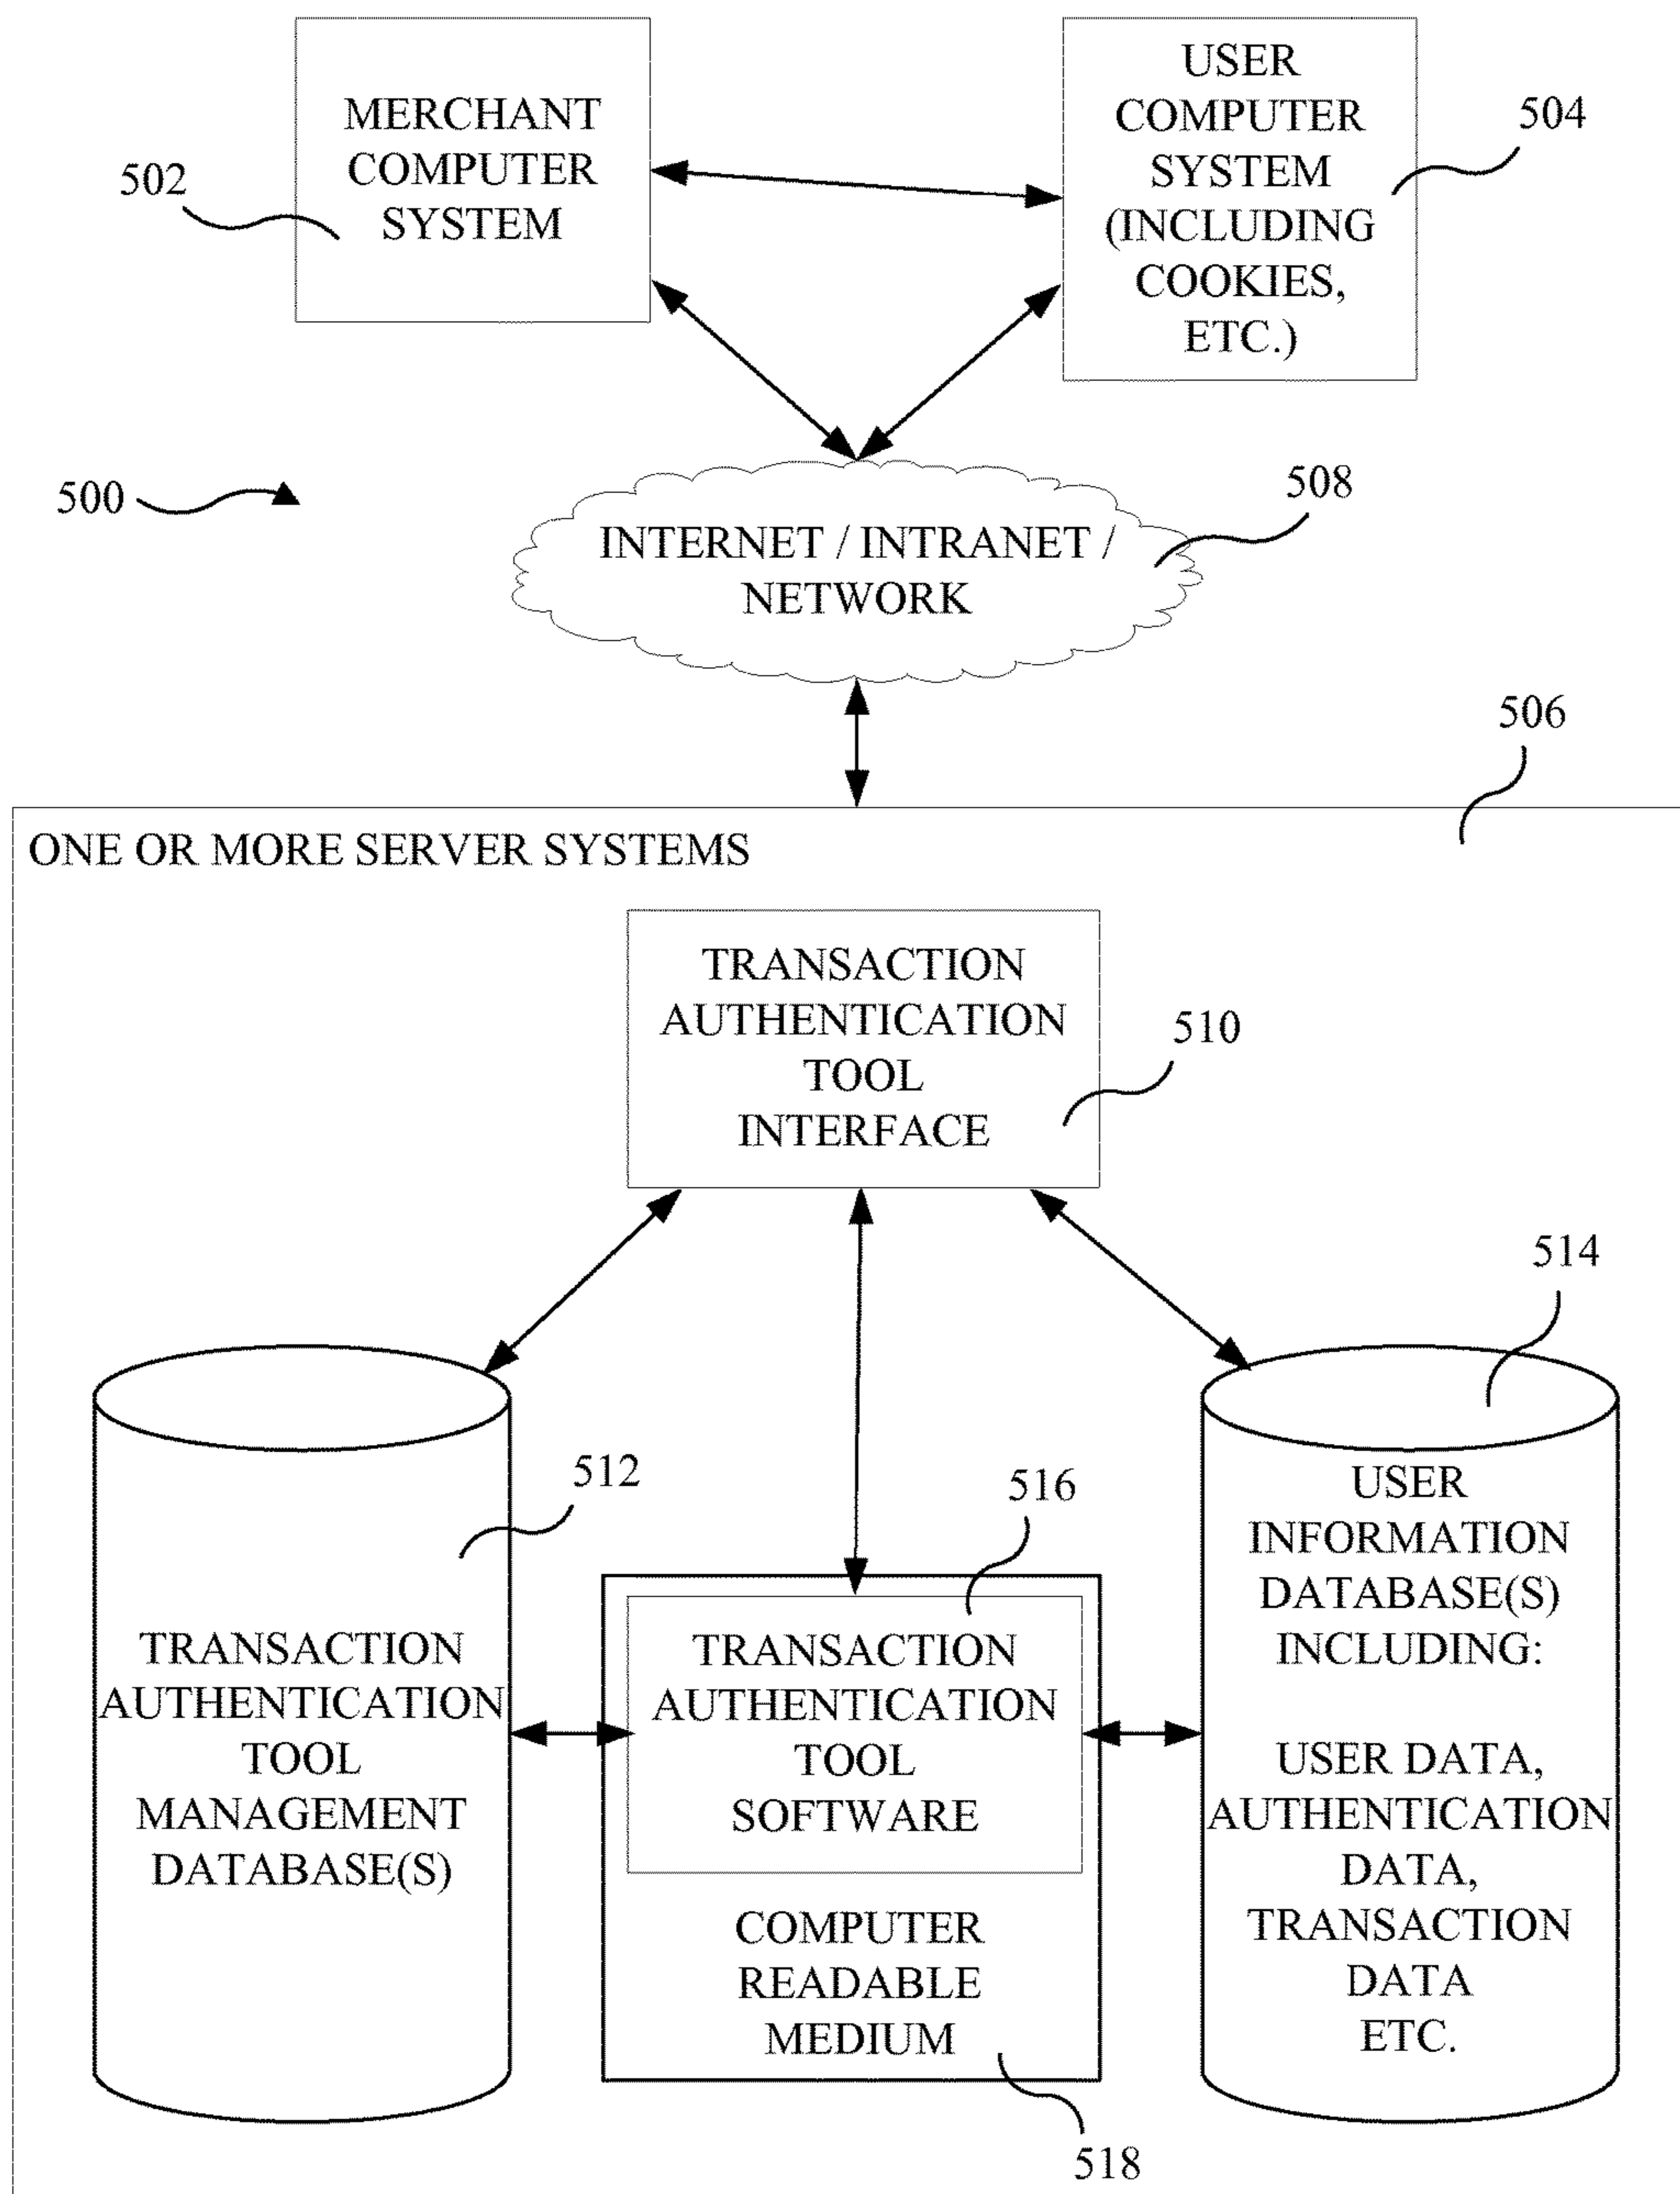 MERCHANT
COMPUTER
SYSTEM
502
USER
COMPUTER
SYSTEM
(INCLUDING
COOKIES,
ETC.)
504
500
INTERNET / INTRANET /
NETWORK
508
506
ONE OR MORE SERVER SYSTEMS
TRANSACTION
AUTHENTICATION
TOOL
INTERFACE
510
514
512
TRANSACTION
AUTHENTICATION
TOOL
MANAGEMENT
DATABASE(S)
516
TRANSACTION
AUTHENTICATION
TOOL
SOFTWARE
COMPUTER
READABLE
MEDIUM
518
USER
INFORMATION
DATABASE(S)
INCLUDING:
USER DATA,
AUTHENTICATION
DATA,
TRANSACTION
DATA
ETC.